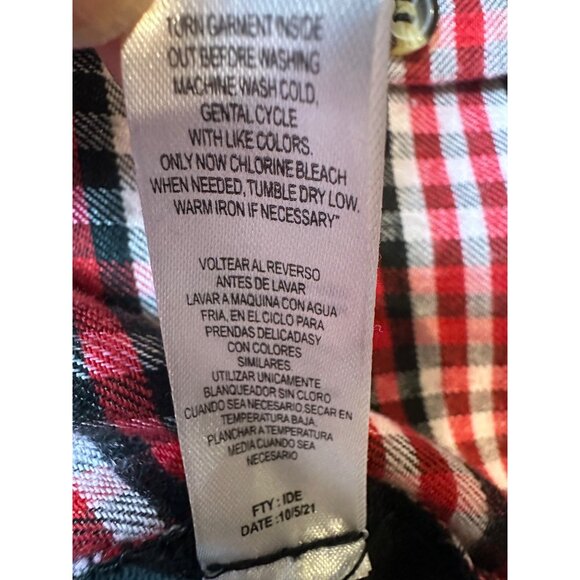 TURN GARMENT INSIDE
OUT BEFORE WASHING
MACHINE WASH COLD,
GENTAL CYCLE
WITH LIKE COLORS.
ONLY NOW CHLORINE BLEACH
WHEN NEEDED, TUMBLE DRY LOW.
WARM IRON IF NECESSARY"
VOLTEAR AL REVERSO
ANTES DE LAVAR
LAVAR A MAQUINA CON AGUA
FRIA, EN EL CICLO PARA
PRENDAS DELICADASY
CON COLORES
SIMILARES
UTILIZAR UNICAMENTE
BLANQUEADOR SIN CLORO
CUANDO SEA NECESARIO.SECAR EN
TEMPERATURA BAJA.
PLANCHAR A TEMPERATURA
MEDIA CUANDO SEA
NECESARIO
FTY : IDE
DATE :10/5/21